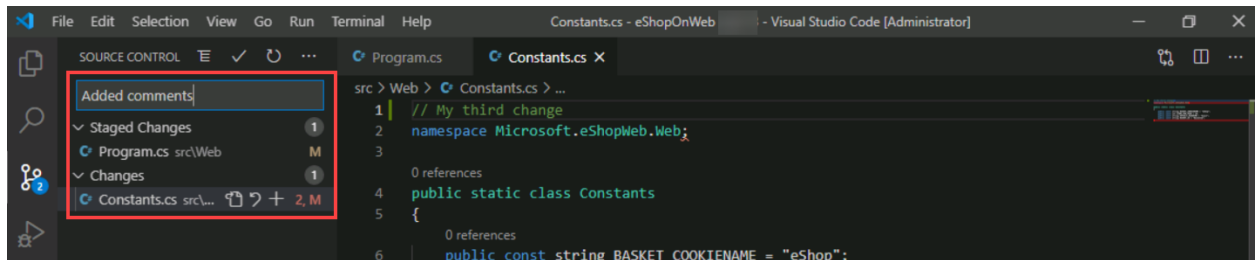 File Edit Selection View Go Run Terminal Help Constants.cs - eShopOnWeb - Visual Studio Code [Administrator]
SOURCE CONTROL
Program.cs Constants.cs
src > Web > Constants.cs > ...
Added comments
Staged Changes 1
Program.cs src\Web M
Changes 1
Constants.cs src\... 2, M
2
1 // My third change
2 namespace Microsoft.eShopWeb.Web;
3
0 references
4 public static class Constants
5 {
0 references
6 public const string BASKET_COOKIENAME = "eShop";